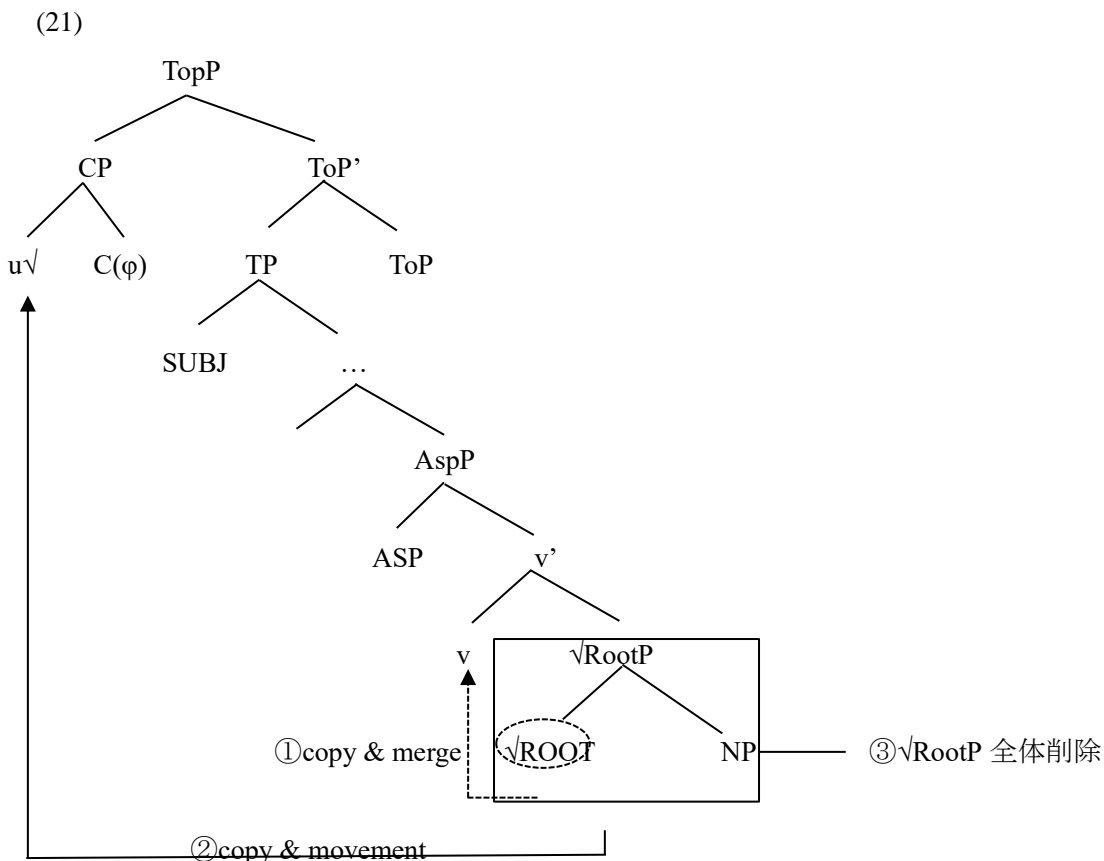 (21)
TopP
CP ToP’
u√ C(φ) TP ToP
SUBJ …
AspP
ASP v’
v √RootP
①copy & merge √ROOT NP ③√RootP 全体削除
②copy & movement